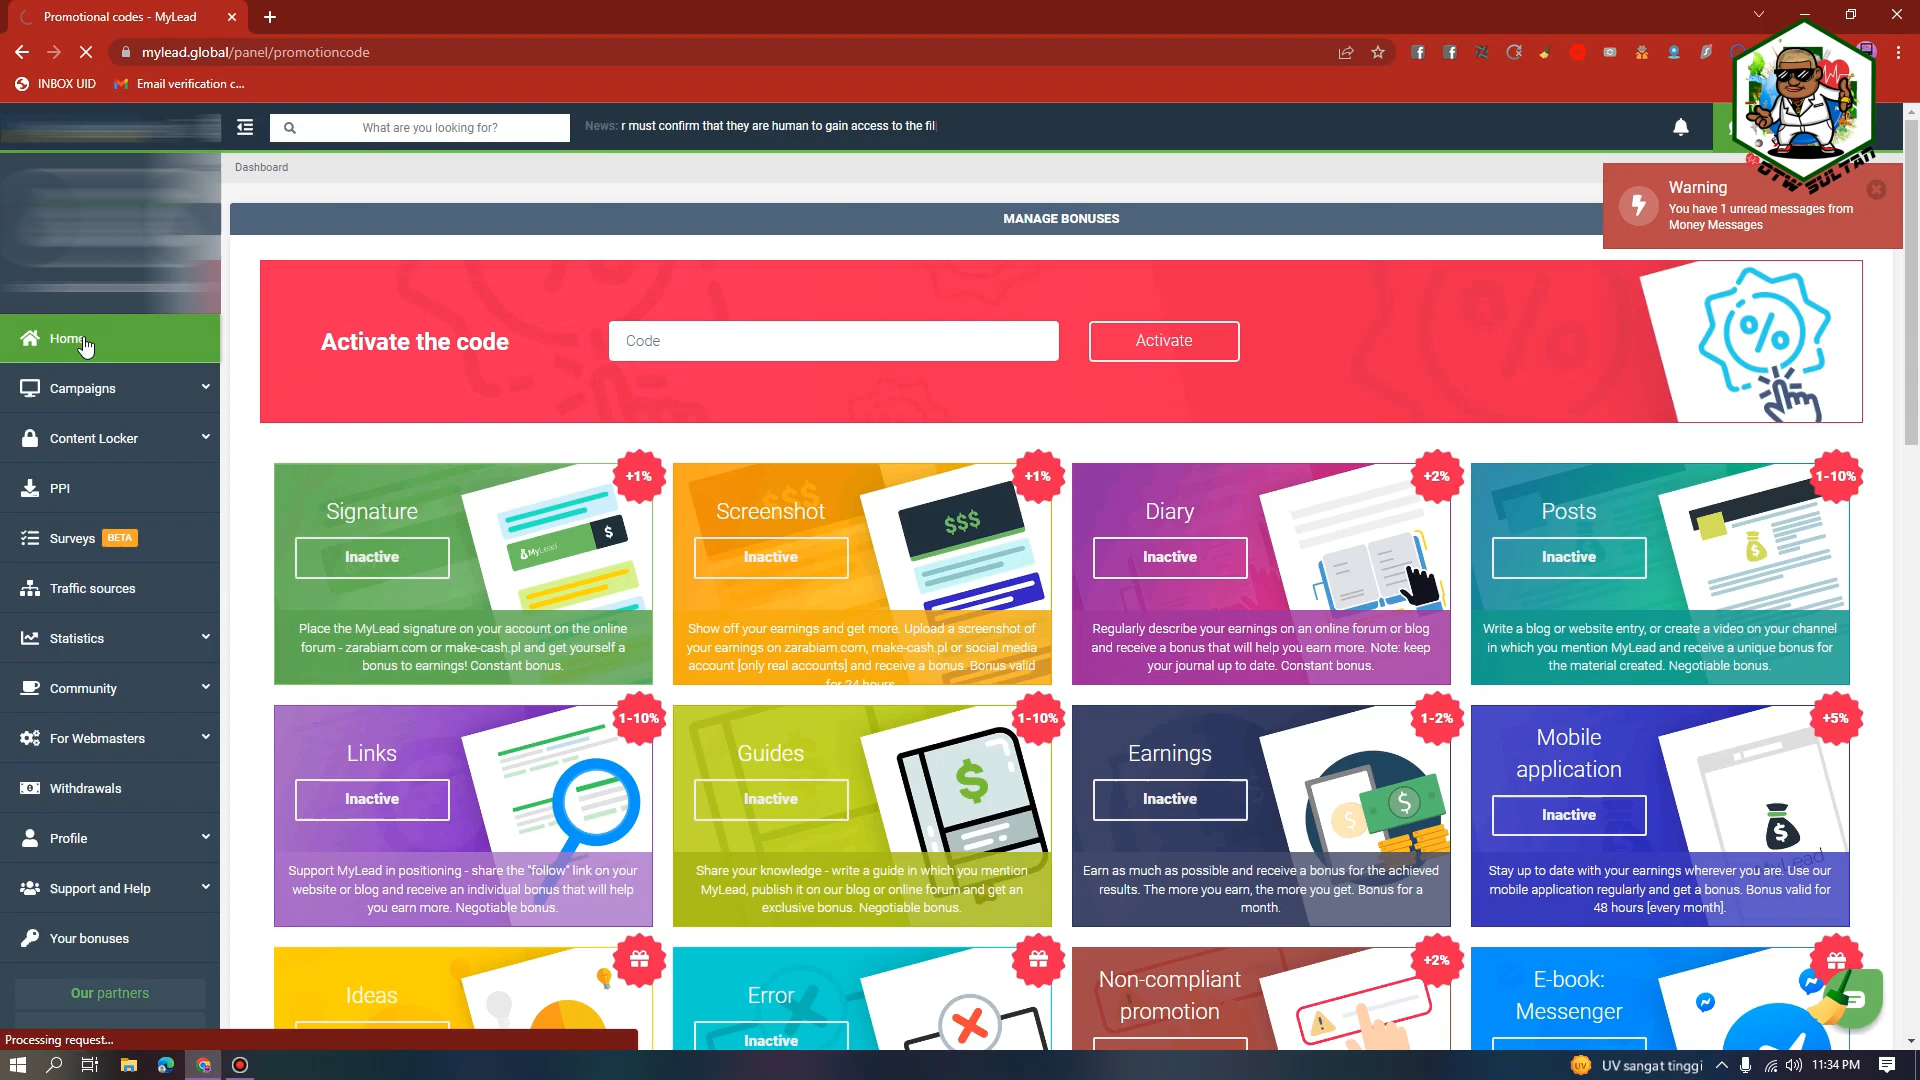 Promotional codes - MyLead
mylead.global/panel/promotioncode
INBOX UID
Email verification c...
What are you looking for?
News: r must confirm that they are human to gain access to the fil
OTW SULTAN
Dashboard
Warning
You have 1 unread messages from
Money Messages
MANAGE BONUSES
Activate the code
Code
Activate
Home
Campaigns
Content Locker
PPI
Surveys BETA
Traffic sources
Statistics
Community
For Webmasters
Withdrawals
Profile
Support and Help
Your bonuses
Our partners
+1%
Signature
Inactive
MyLead
Place the MyLead signature on your account on the online
forum - zarabiam.com or make-cash.pl and get yourself a
bonus to earnings! Constant bonus.
+1%
Screenshot
Inactive
$$$
Show off your earnings and get more. Upload a screenshot of
your earnings on zarabiam.com, make-cash.pl or social media
account [only real accounts] and receive a bonus. Bonus valid
for 24 hours.
+2%
Diary
Inactive
Regularly describe your earnings on an online forum or blog
and receive a bonus that will help you earn more. Note: keep
your journal up to date. Constant bonus.
1-10%
Posts
Inactive
Write a blog or website entry, or create a video on your channel
in which you mention MyLead and receive a unique bonus for
the material created. Negotiable bonus.
1-10%
Links
Inactive
Support MyLead in positioning - share the "follow" link on your
website or blog and receive an individual bonus that will help
you earn more. Negotiable bonus.
1-10%
Guides
Inactive
Share your knowledge - write a guide in which you mention
MyLead, publish it on our blog or online forum and get an
exclusive bonus. Negotiable bonus.
1-2%
Earnings
Inactive
Earn as much as possible and receive a bonus for the achieved
results. The more you earn, the more you get. Bonus for a
month.
+5%
Mobile
application
Inactive
MyLead
Stay up to date with your earnings wherever you are. Use our
mobile application regularly and get a bonus. Bonus valid for
48 hours [every month].
Ideas
Error
Inactive
+2%
Non-compliant
promotion
E-book:
Messenger
Processing request...
UV sangat tinggi
11:34 PM